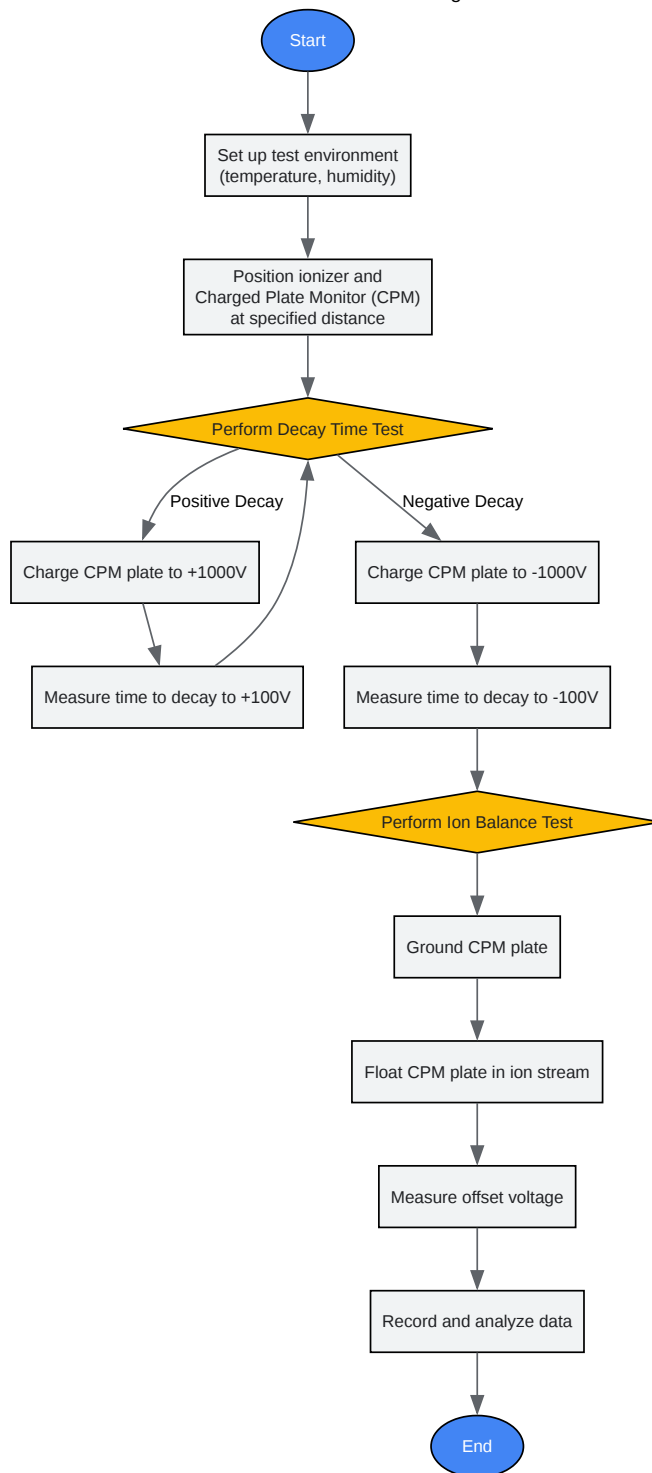 Start
Set up test environment
(temperature, humidity)
Position ionizer and
Charged Plate Monitor (CPM)
at specified distance
Perform Decay Time Test
Positive Decay
Negative Decay
Charge CPM plate to +1000V
Charge CPM plate to -1000V
Measure time to decay to +100V
Measure time to decay to -100V
Perform Ion Balance Test
Ground CPM plate
Float CPM plate in ion stream
Measure offset voltage
Record and analyze data
End